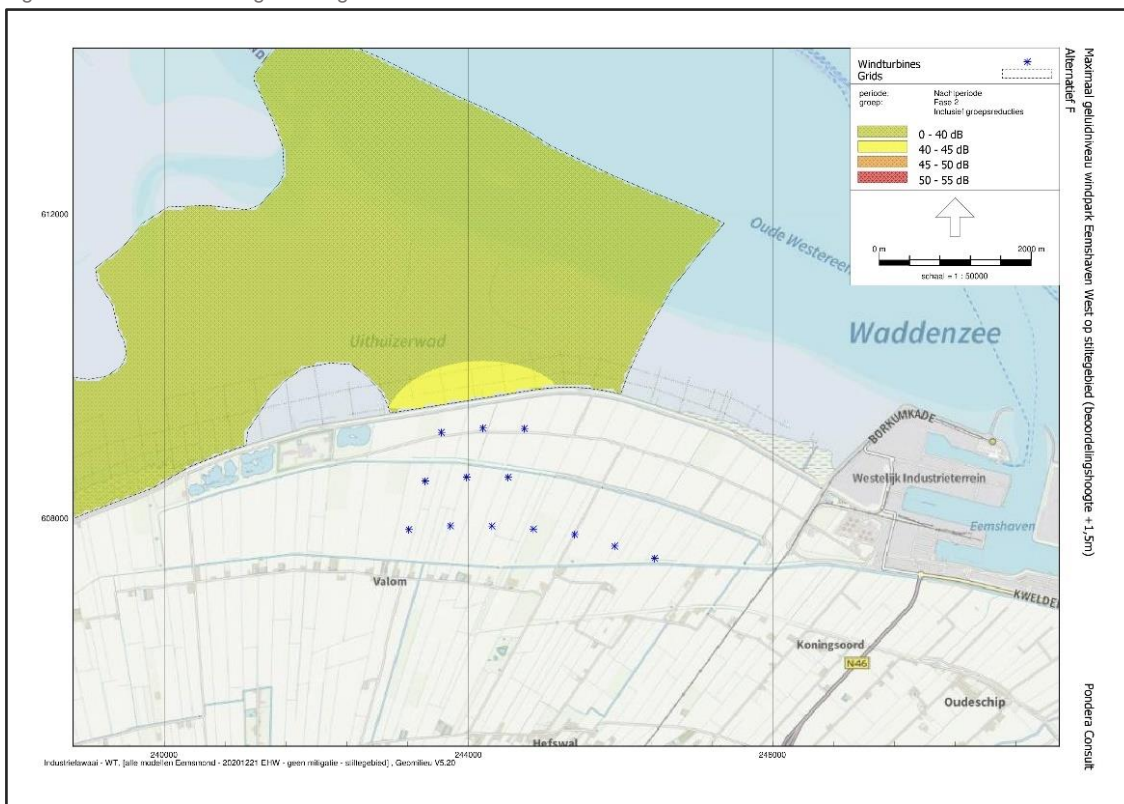 Windturbines
Grids
periode: Nachtperiode
groep: Fase 2
Inclusief groepsreducties
0 - 40 dB
40 - 45 dB
45 - 50 dB
50 - 55 dB
0 m 2000 m
schaal = 1 : 50000
Maximaal geluidniveau windpark Eemshaven West op stiltegebied (beoordelingshoogte +1,5m)
Alternatief F
Pondera Consult
612000
608000
Oude Westereem
Waddenzee
Uithuizerwad
BORKUMKADE
Westelijk Industrieterrein
Eemshaven
KWELDER
Valom
Koningsoord
N46
Oudeschip
Hefswal
240000 244000 248000
Industrielawaai - WT, [alle modellen Eemsmond - 20201221 EHW - geen mitigatie - stiltegebied] , Geomilieu V5.20